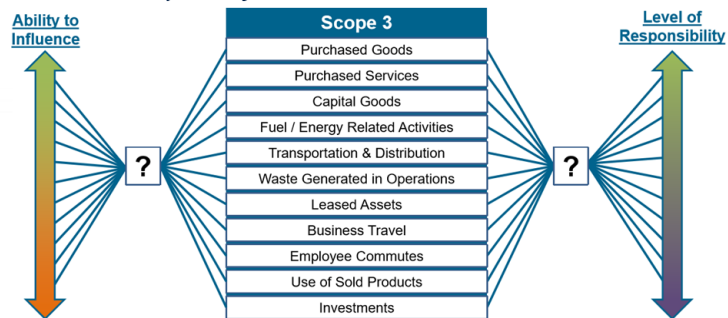 Ability to
Influence
Scope 3
Level of
Responsibility
Purchased Goods
Purchased Services
Capital Goods
Fuel / Energy Related Activities
Transportation & Distribution
?
?
Waste Generated in Operations
Leased Assets
Business Travel
Employee Commutes
Use of Sold Products
Investments